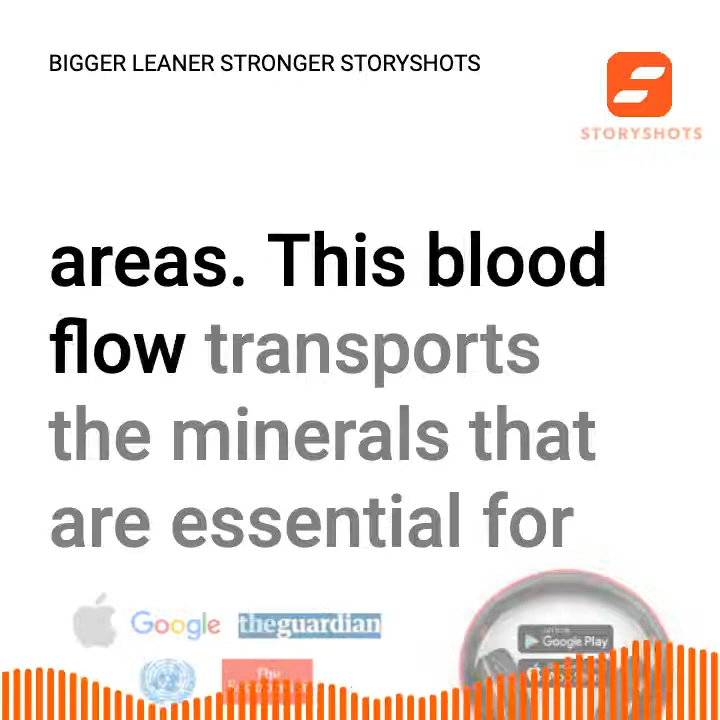 BIGGER LEANER STRONGER STORYSHOTS
STORYSHOTS
areas. This blood
flow transports
the minerals that
are essential for
Google theguardian
The
Google Play